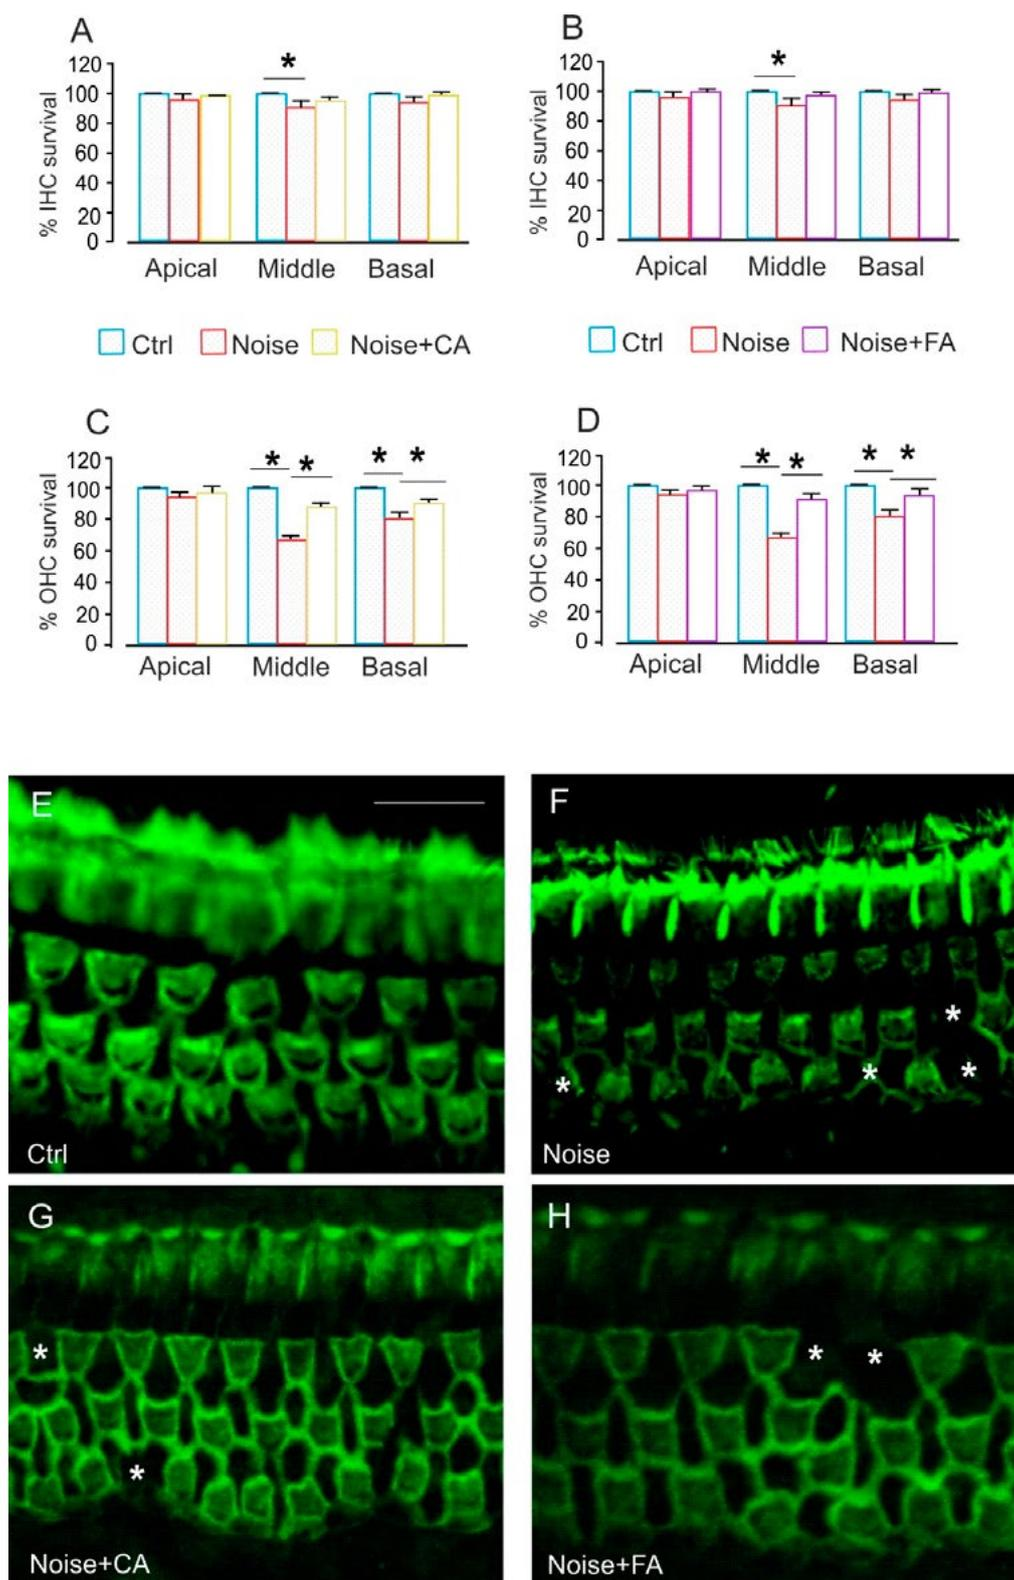 A
*
120
100
80
60
40
20
0
% IHC survival
Apical Middle Basal
Ctrl Noise Noise+CA
B
*
120
100
80
60
40
20
0
% IHC survival
Apical Middle Basal
Ctrl Noise Noise+FA
C
* * * *
120
100
80
60
40
20
0
% OHC survival
Apical Middle Basal
D
* * * *
120
100
80
60
40
20
0
% OHC survival
Apical Middle Basal
E
Ctrl
F
*
* * *
Noise
G
*
*
Noise+CA
H
* *
Noise+FA